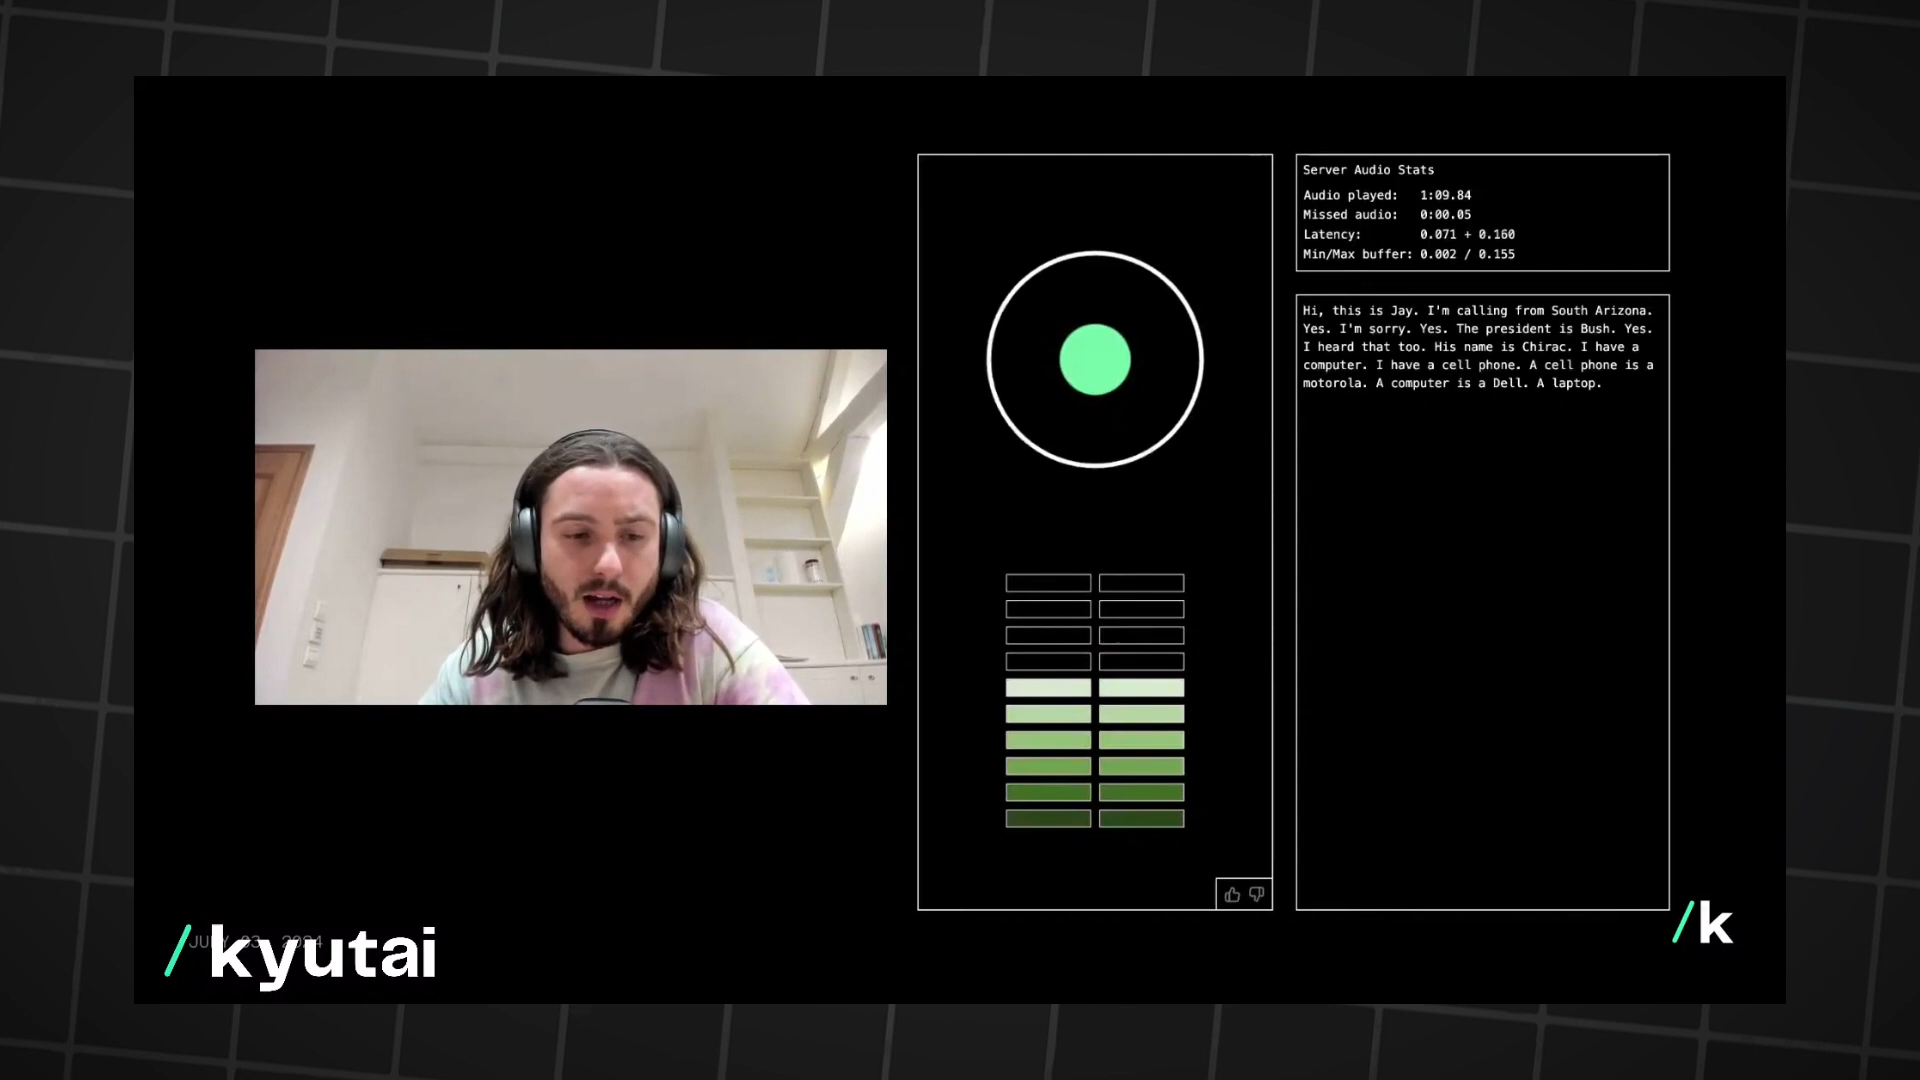 Server Audio Stats
Audio played: 1:09.84
Missed audio: 0:00.05
Latency: 0.071 + 0.160
Min/Max buffer: 0.002 / 0.155
Hi, this is Jay. I'm calling from South Arizona.
Yes. I'm sorry. Yes. The president is Bush. Yes.
I heard that too. His name is Chirac. I have a
computer. I have a cell phone. A cell phone is a
motorola. A computer is a Dell. A laptop.
JULY 03, 2024
/kyutai
/k